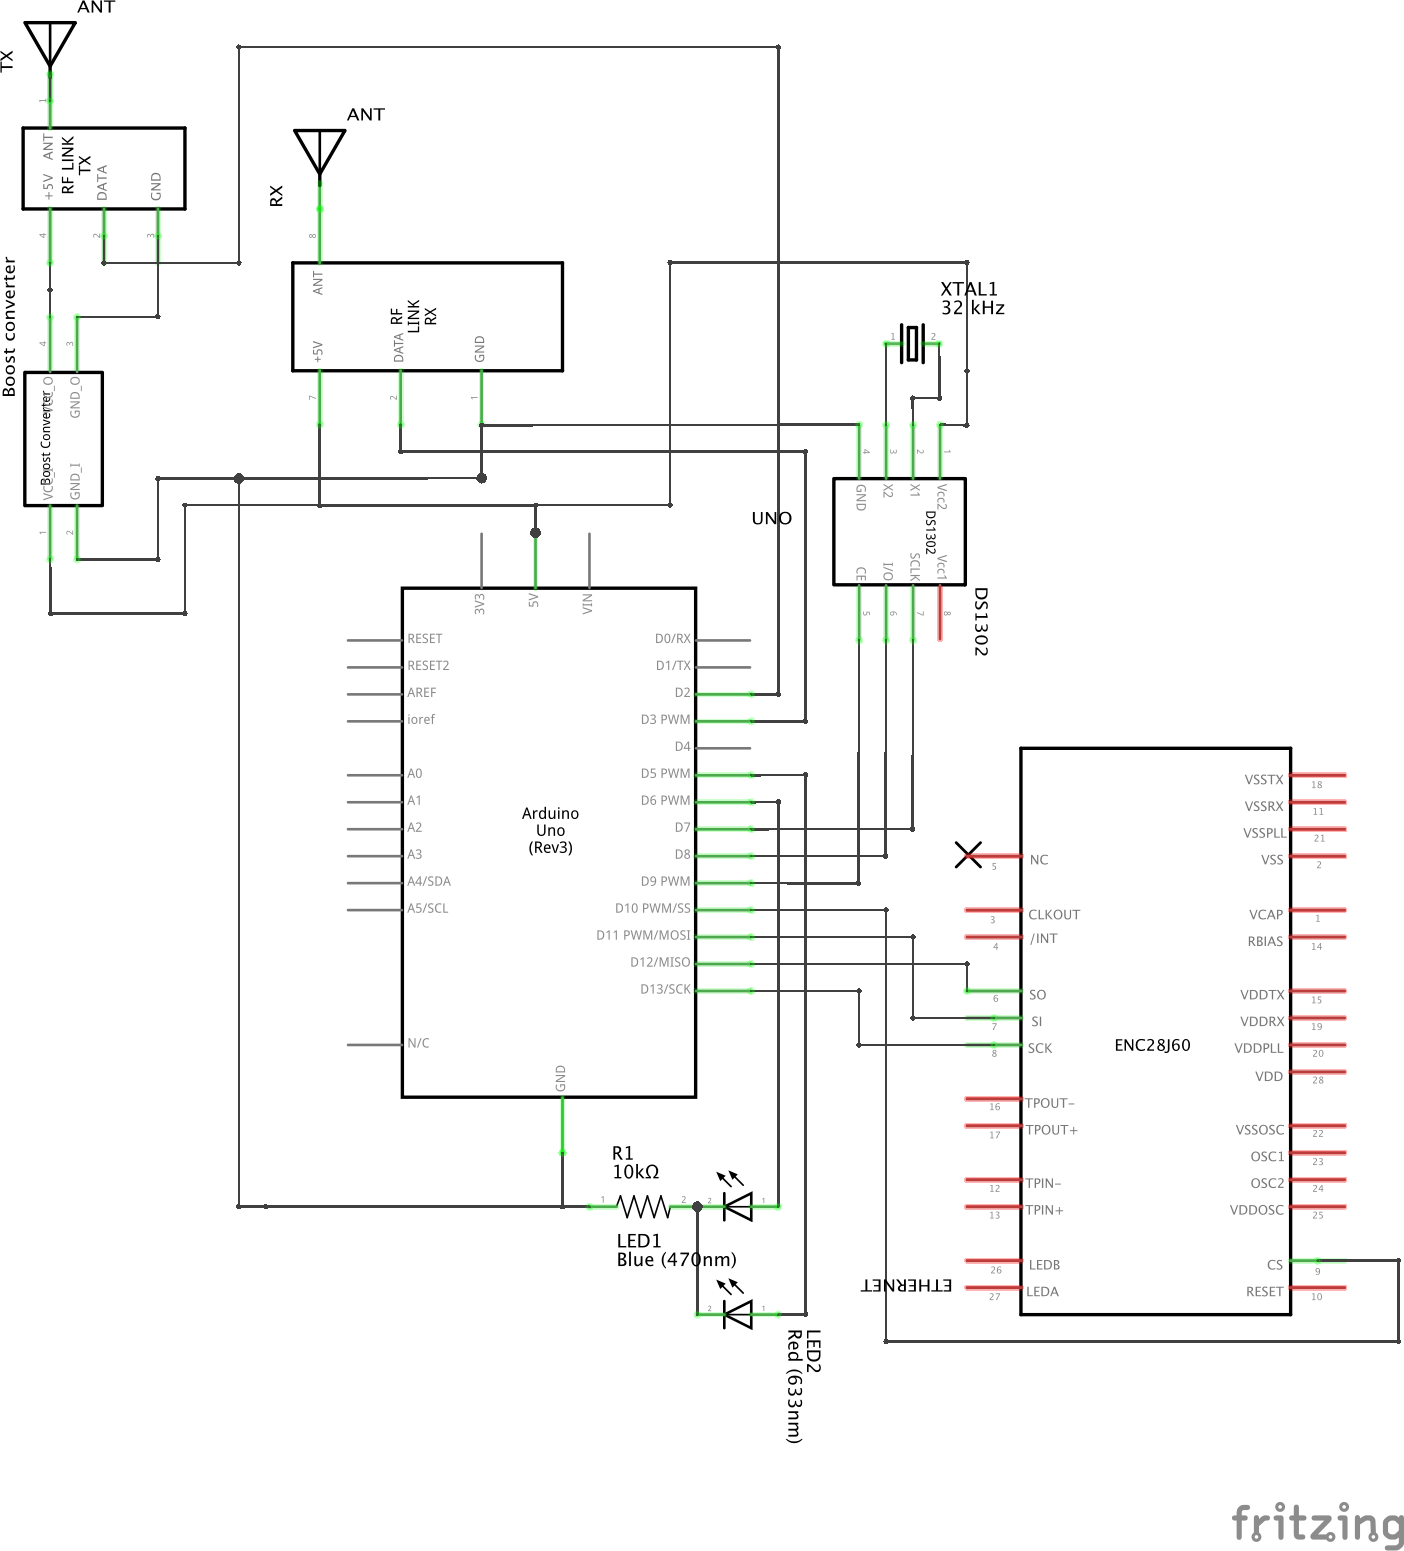 ANT
TX
1
ANT
RF LINK
TX
+5V
DATA
GND
4
2
3
ANT
RX
8
ANT
RF
LINK
RX
+5V
DATA
GND
7
2
1
Boost converter
4
3
GND_O
Boost Converter
GND_I
1
2
XTAL1
32 kHz
1
2
4
3
2
1
GND
X2
X1
Vcc2
DS1302
CE
I/O
SCLK
Vcc1
5
6
7
8
DS1302
UNO
3V3
5V
VIN
RESET
RESET2
AREF
ioref
A0
A1
A2
A3
A4/SDA
A5/SCL
N/C
Arduino
Uno
(Rev3)
D0/RX
D1/TX
D2
D3 PWM
D4
D5 PWM
D6 PWM
D7
D8
D9 PWM
D10 PWM/SS
D11 PWM/MOSI
D12/MISO
D13/SCK
GND
R1
10kΩ
1
2
2
1
LED1
Blue (470nm)
2
1
LED2
Red (633nm)
ETHERNET
ENC28J60
5
NC
3
CLKOUT
4
/INT
6
SO
7
SI
8
SCK
16
TPOUT-
17
TPOUT+
12
TPIN-
13
TPIN+
26
LEDB
27
LEDA
VSSTX
18
VSSRX
11
VSSPLL
21
VSS
2
VCAP
1
RBIAS
14
VDDTX
15
VDDRX
19
VDDPLL
20
VDD
28
VSSOSC
22
OSC1
23
OSC2
24
VDDOSC
25
CS
9
RESET
10
fritzing